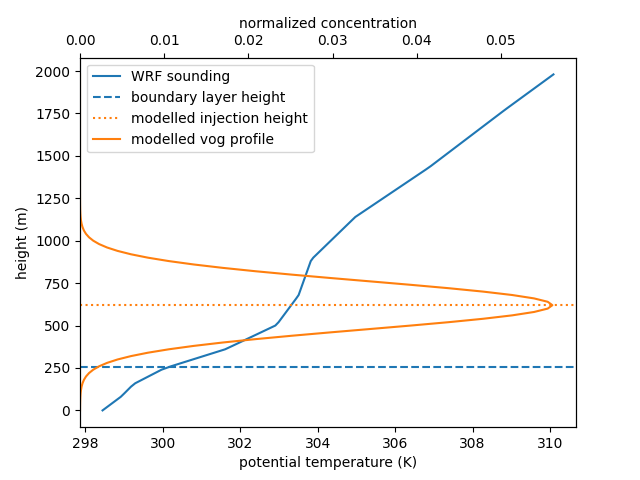 normalized concentration
0.00 0.01 0.02 0.03 0.04 0.05
WRF sounding
boundary layer height
modelled injection height
modelled vog profile
height (m)
2000
1750
1500
1250
1000
750
500
250
0
298 300 302 304 306 308 310
potential temperature (K)